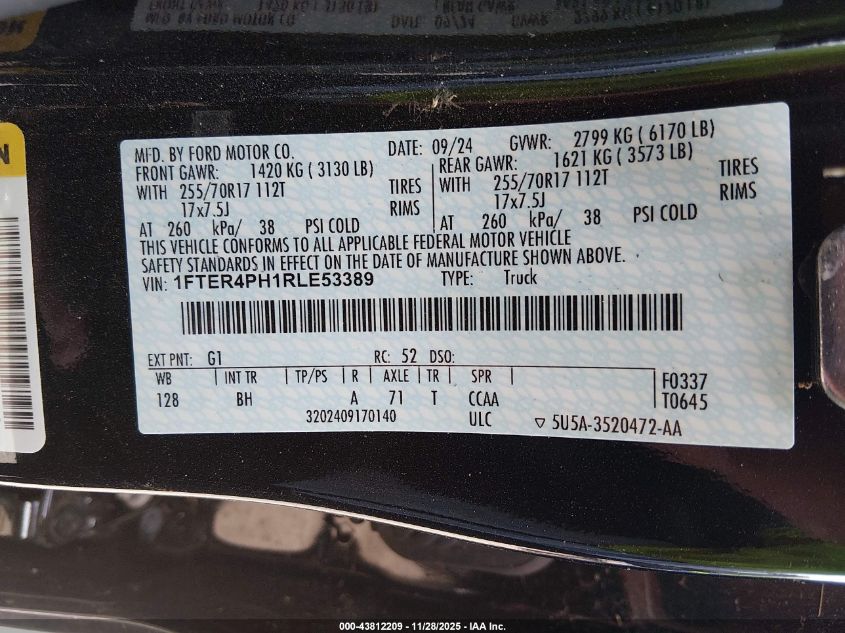 MFD. BY FORD MOTOR CO. DATE: 09/24 GVWR: 2799 KG ( 6170 LB)
FRONT GAWR: 1420 KG ( 3130 LB) REAR GAWR: 1621 KG ( 3573 LB)
WITH 255/70R17 112T TIRES WITH 255/70R17 112T TIRES
17x7.5J RIMS 17x7.5J RIMS
AT 260 kPa/ 38 PSI COLD AT 260 kPa/ 38 PSI COLD
THIS VEHICLE CONFORMS TO ALL APPLICABLE FEDERAL MOTOR VEHICLE
SAFETY STANDARDS IN EFFECT ON THE DATE OF MANUFACTURE SHOWN ABOVE.
VIN: 1FTER4PH1RLE53389 TYPE: Truck
EXT PNT: G1 RC: 52 DSO:
WB INT TR TP/PS R AXLE TR SPR F0337
128 BH A 71 T CCAA T0645
3202409170140 ULC 5U5A-3520472-AA
000-43812209 - 11/28/2025 - IAA Inc.